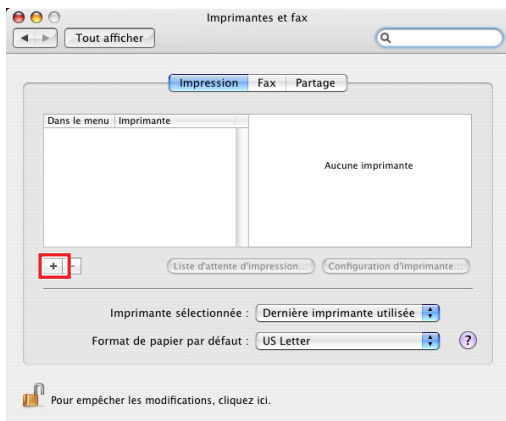 Imprimantes et fax
Tout afficher
Impression Fax Partage
Dans le menu Imprimante
Aucune imprimante
+ -
Liste d'attente d'impression... Configuration d'imprimante...
Imprimante sélectionnée : Dernière imprimante utilisée
Format de papier par défaut : US Letter ?
Pour empêcher les modifications, cliquez ici.